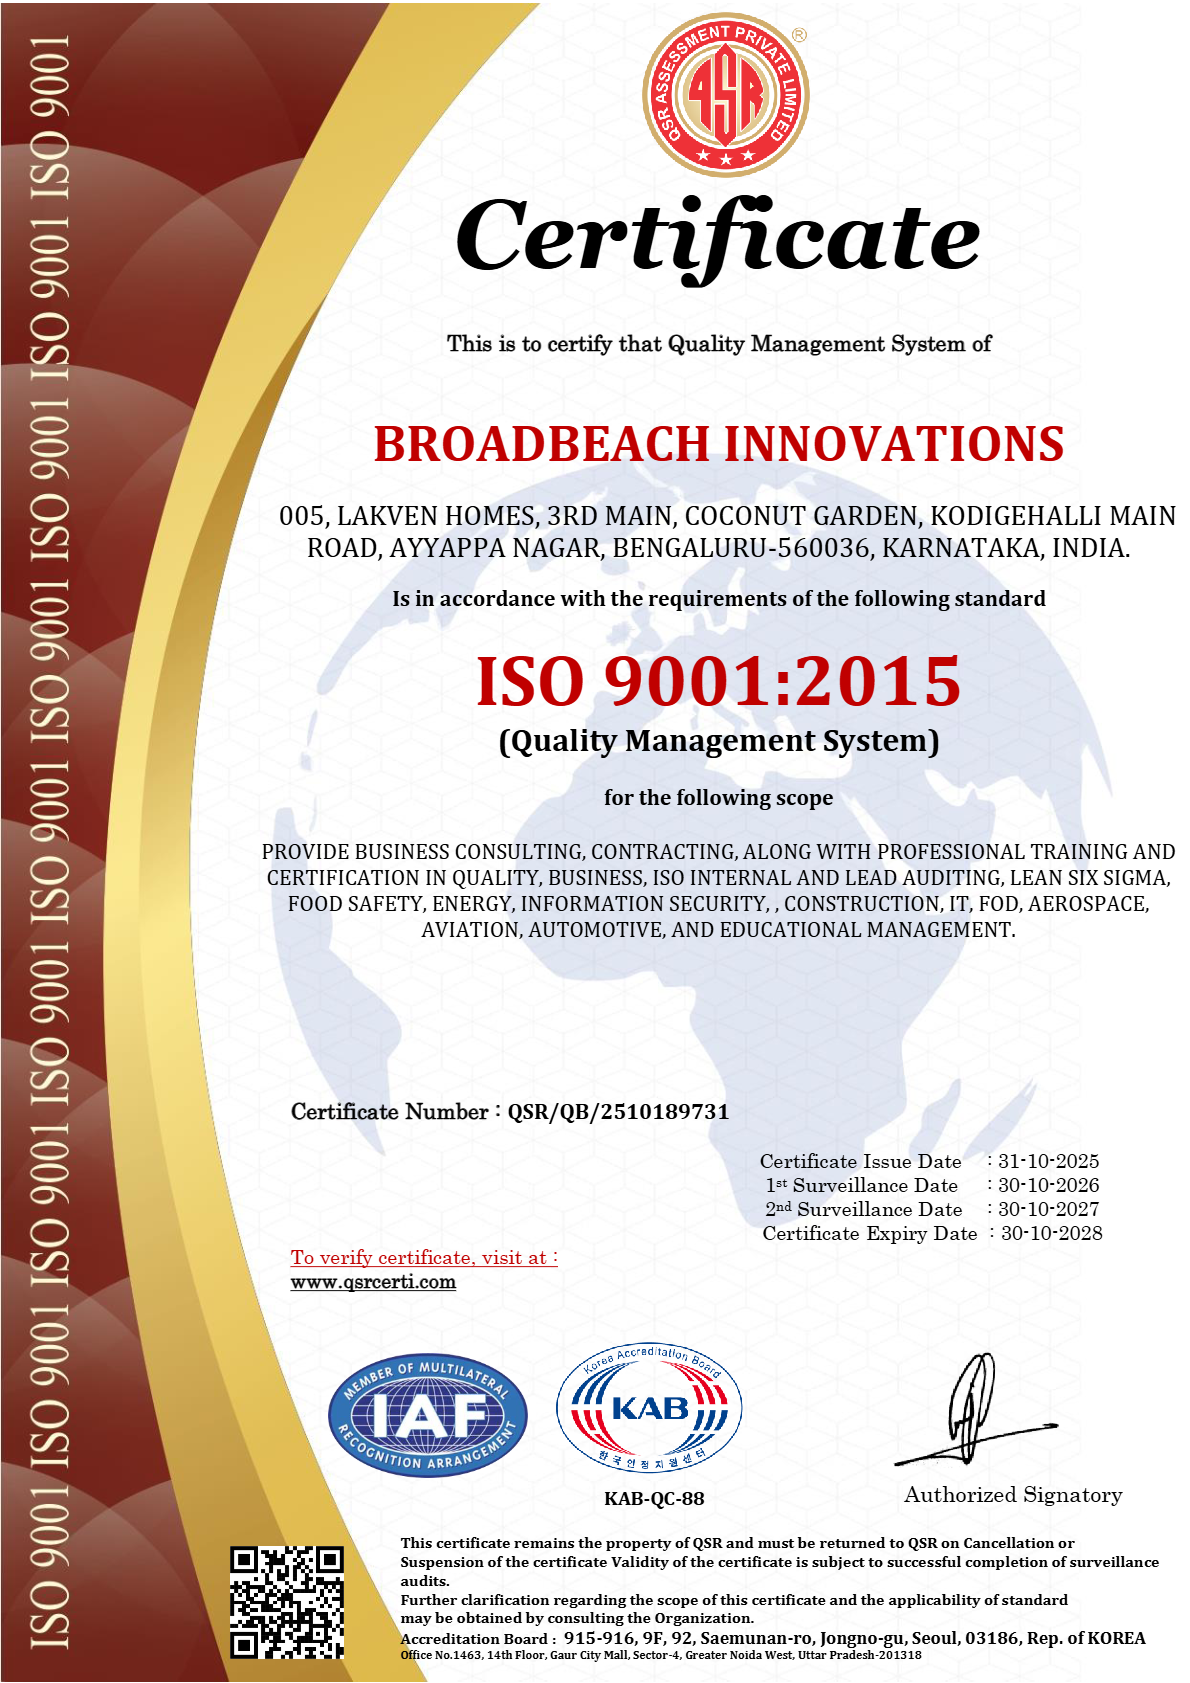 ISO 9001 ISO 9001 ISO 9001 ISO 9001 ISO 9001 ISO 9001 ISO 9001 ISO 9001 ISO 9001
QSR ASSESSMENT PRIVATE LIMITED
QSR
®
Certificate
This is to certify that Quality Management System of
BROADBEACH INNOVATIONS
005, LAKVEN HOMES, 3RD MAIN, COCONUT GARDEN, KODIGEHALLI MAIN
ROAD, AYYAPPA NAGAR, BENGALURU-560036, KARNATAKA, INDIA.
Is in accordance with the requirements of the following standard
ISO 9001:2015
(Quality Management System)
for the following scope
PROVIDE BUSINESS CONSULTING, CONTRACTING, ALONG WITH PROFESSIONAL TRAINING AND
CERTIFICATION IN QUALITY, BUSINESS, ISO INTERNAL AND LEAD AUDITING, LEAN SIX SIGMA,
FOOD SAFETY, ENERGY, INFORMATION SECURITY, , CONSTRUCTION, IT, FOD, AEROSPACE,
AVIATION, AUTOMOTIVE, AND EDUCATIONAL MANAGEMENT.
Certificate Number : QSR/QB/2510189731
Certificate Issue Date : 31-10-2025
1st Surveillance Date : 30-10-2026
2nd Surveillance Date : 30-10-2027
Certificate Expiry Date : 30-10-2028
To verify certificate, visit at :
www.qsrcerti.com
MEMBER OF MULTILATERAL
IAF
RECOGNITION ARRANGEMENT
Korea Accreditation Board
KAB
한국인정지원센터
KAB-QC-88
Authorized Signatory
This certificate remains the property of QSR and must be returned to QSR on Cancellation or
Suspension of the certificate Validity of the certificate is subject to successful completion of surveillance
audits.
Further clarification regarding the scope of this certificate and the applicability of standard
may be obtained by consulting the Organization.
Accreditation Board : 915-916, 9F, 92, Saemunan-ro, Jongno-gu, Seoul, 03186, Rep. of KOREA
Office No.1463, 14th Floor, Gaur City Mall, Sector-4, Greater Noida West, Uttar Pradesh-201318